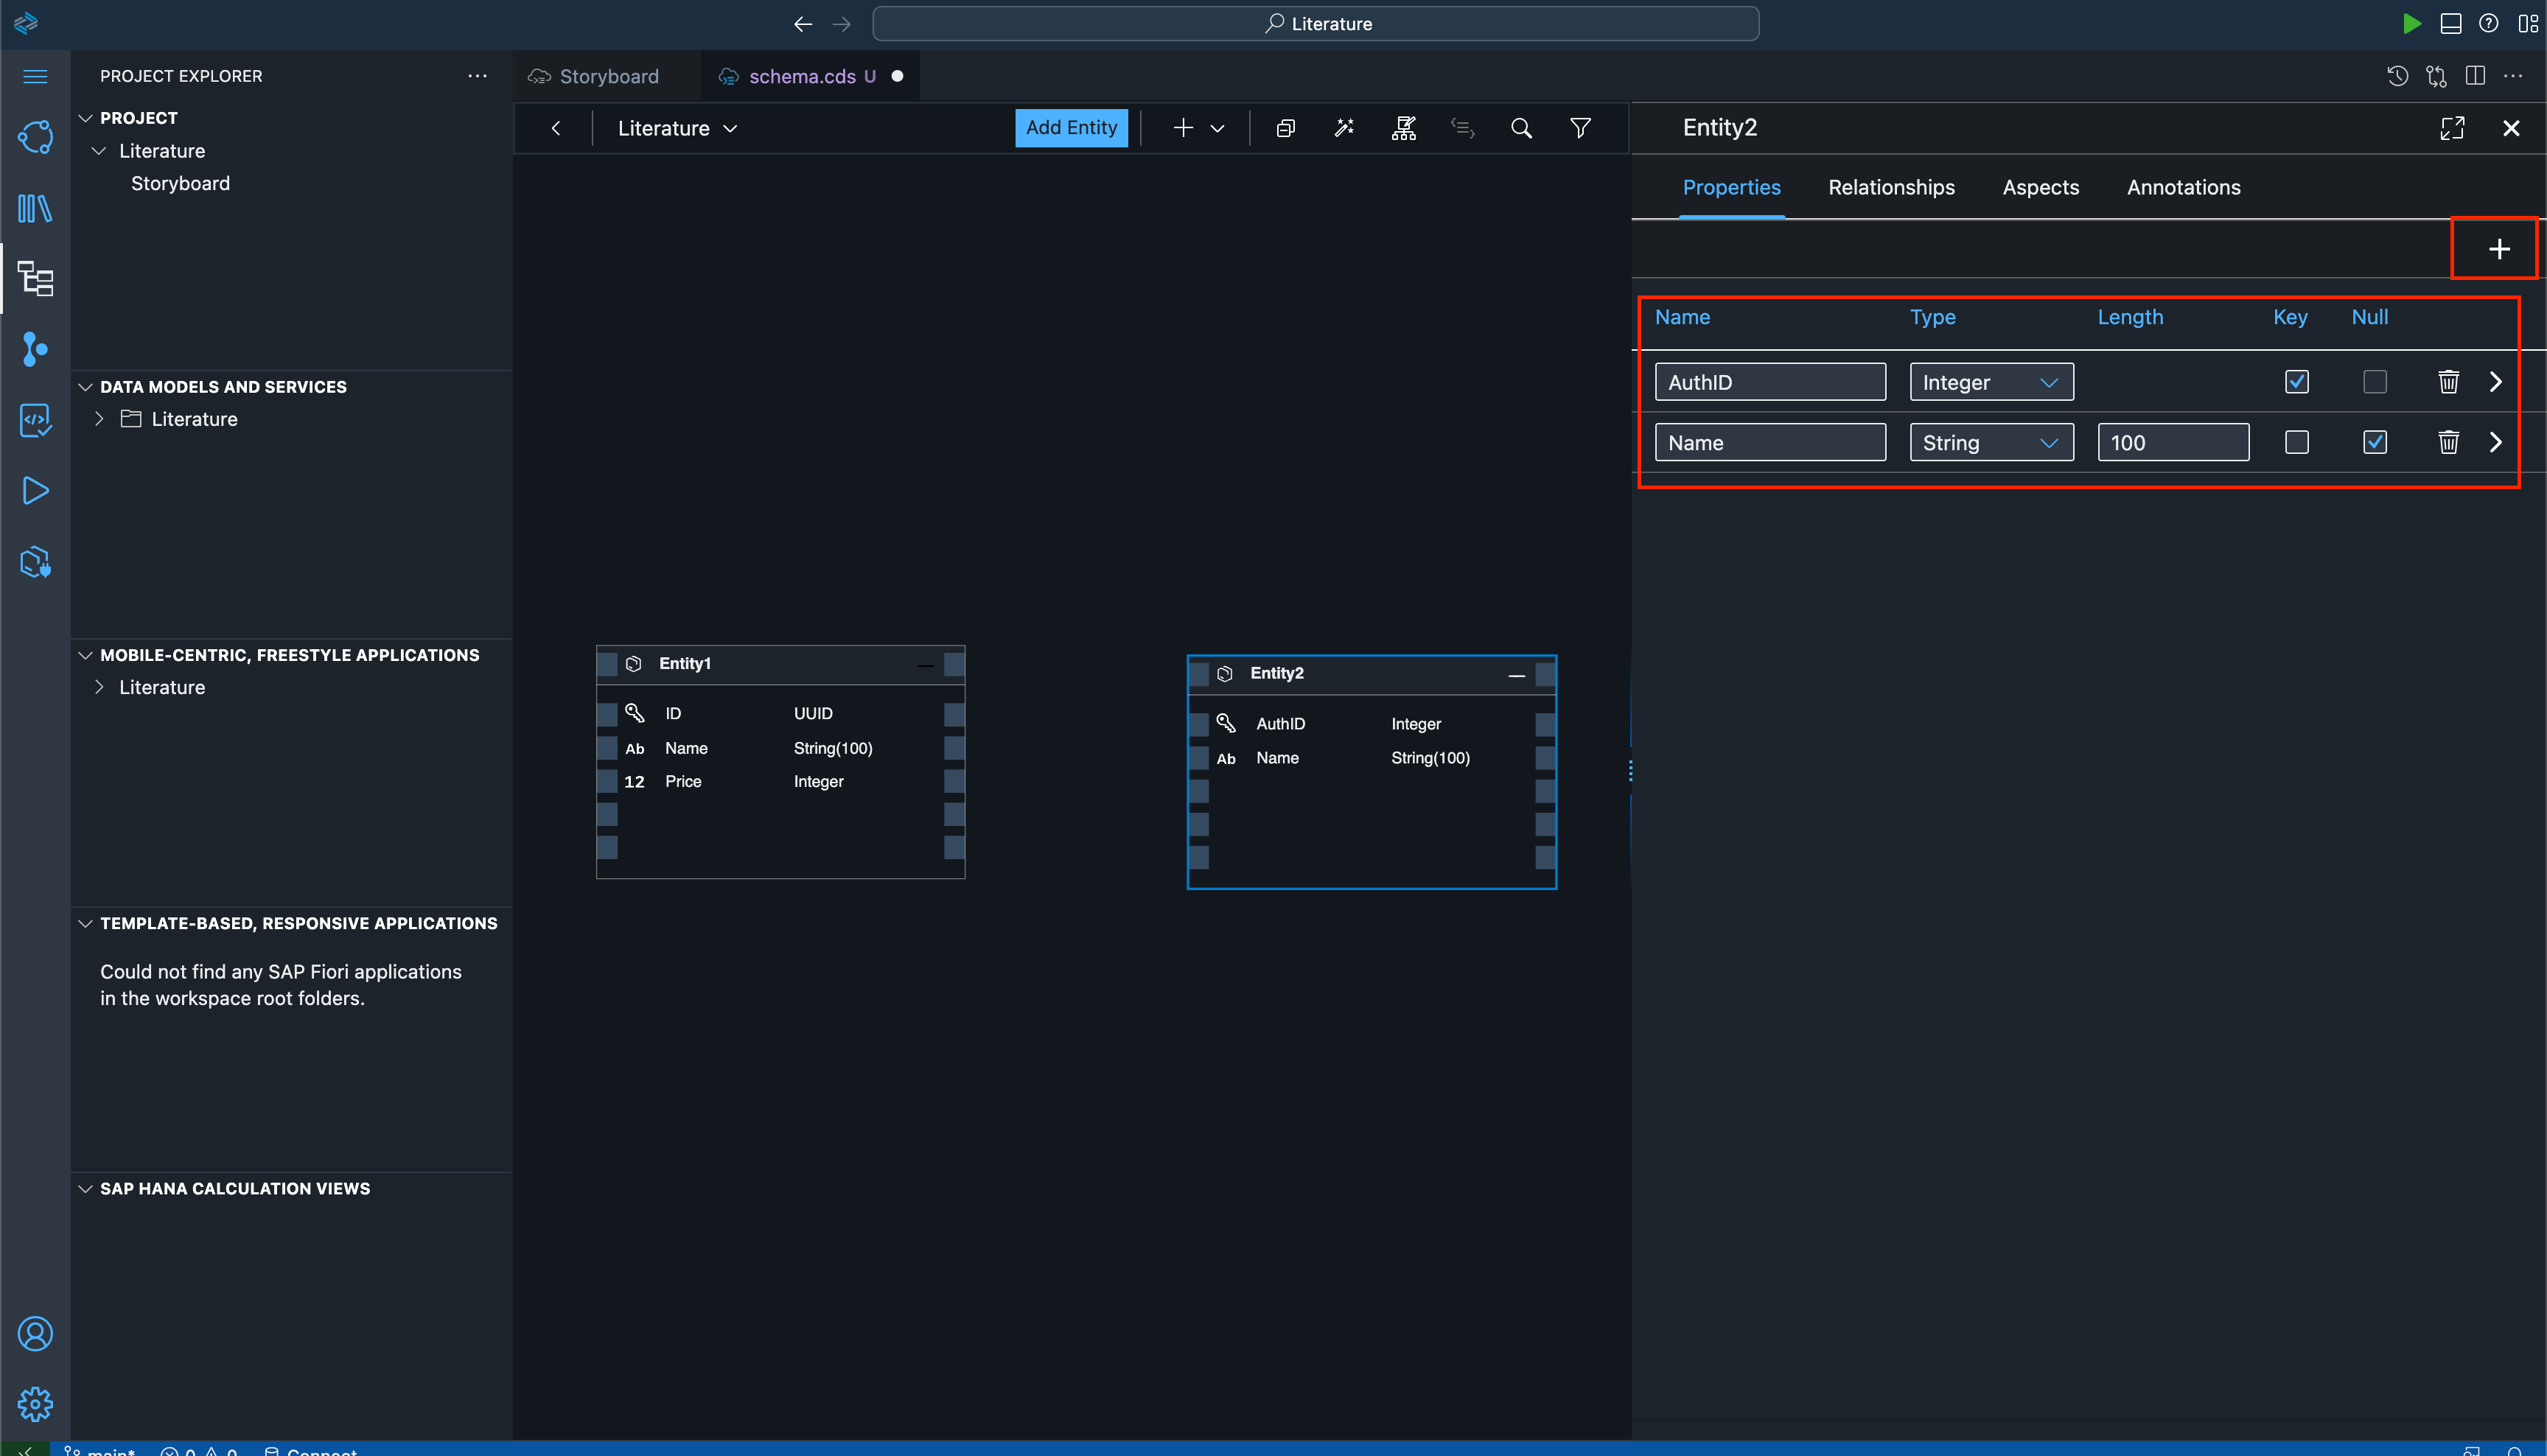 Literature
PROJECT EXPLORER
PROJECT
Literature
Storyboard
DATA MODELS AND SERVICES
Literature
MOBILE-CENTRIC, FREESTYLE APPLICATIONS
Literature
TEMPLATE-BASED, RESPONSIVE APPLICATIONS
Could not find any SAP Fiori applications
in the workspace root folders.
SAP HANA CALCULATION VIEWS
Storyboard
schema.cds U
Literature
Add Entity
Entity1
ID UUID
Ab Name String(100)
12 Price Integer
Entity2
AuthID Integer
Ab Name String(100)
Entity2
Properties Relationships Aspects Annotations
Name Type Length Key Null
AuthID Integer
Name String 100
main* 0 0 Connect